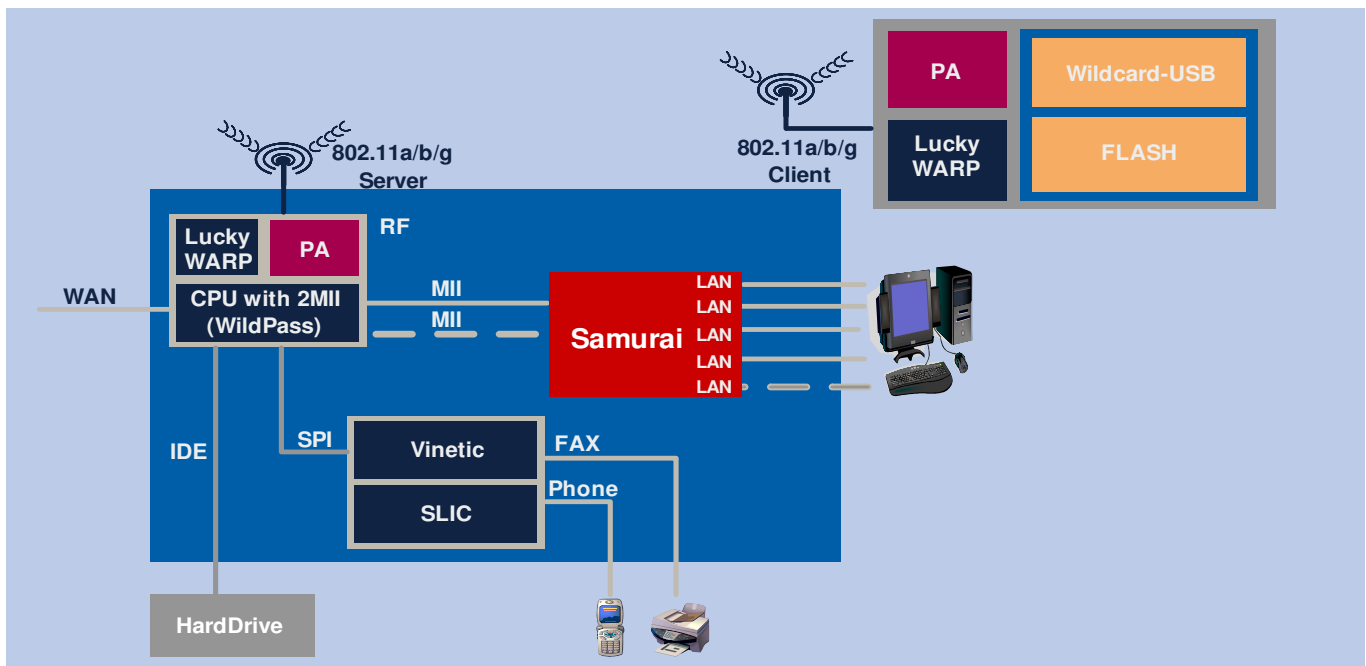 PA
Wildcard-USB
Lucky
WARP
FLASH
802.11a/b/g
Client
802.11a/b/g
Server
Lucky
WARP
PA
RF
WAN
CPU with 2MII
(WildPass)
MII
MII
Samurai
LAN
LAN
LAN
LAN
LAN
IDE
SPI
Vinetic
SLIC
FAX
Phone
HardDrive